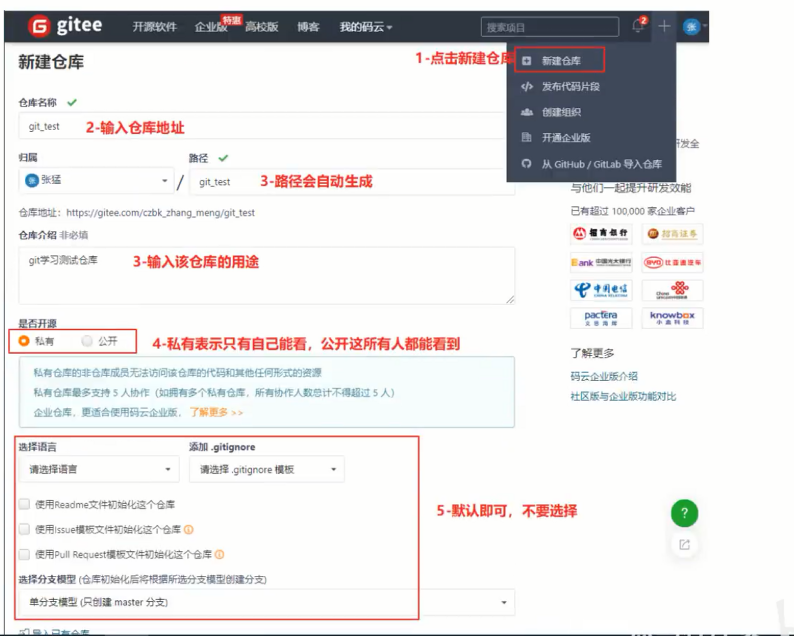 gitee 开源软件 企业版 特惠 高校版 博客 我的码云 搜索项目 2 张
新建仓库
1-点击新建仓库
新建仓库
发布代码片段
创建组织
开通企业版
从 GitHub / GitLab 导入仓库
仓库名称
git_test
2-输入仓库地址
归属 路径
张 张猛 / git_test
3-路径会自动生成
仓库地址：https://gitee.com/czbk_zhang_meng/git_test
仓库介绍 非必填
git学习测试仓库
3-输入该仓库的用途
是否开源
私有 公开
4-私有表示只有自己能看，公开这所有人都能看到
私有仓库的非仓库成员无法访问该仓库的代码和其他任何形式的资源
私有仓库最多支持 5 人协作（如拥有多个私有仓库，所有协作人数总计不得超过 5 人）
企业仓库，更适合使用码云企业版，了解更多 >>
选择语言 添加 .gitignore
请选择语言 请选择 .gitignore 模板
使用Readme文件初始化这个仓库
使用Issue模板文件初始化这个仓库
使用Pull Request模板文件初始化这个仓库
5-默认即可，不要选择
选择分支模型 (仓库初始化后将根据所选分支模型创建分支)
单分支模型 (只创建 master 分支)
导入已有仓库
研发全
与他们一起提升研发效能
已有超过 100,000 家企业客户
招商银行 招商证券
Bank 中国光大银行 BYD 比亚迪汽车
中国电信 CHINA TELECOM China unicom中国联通
pactera 文思海辉 knowbox 小盒科技
了解更多
码云企业版介绍
社区版与企业版功能对比
?